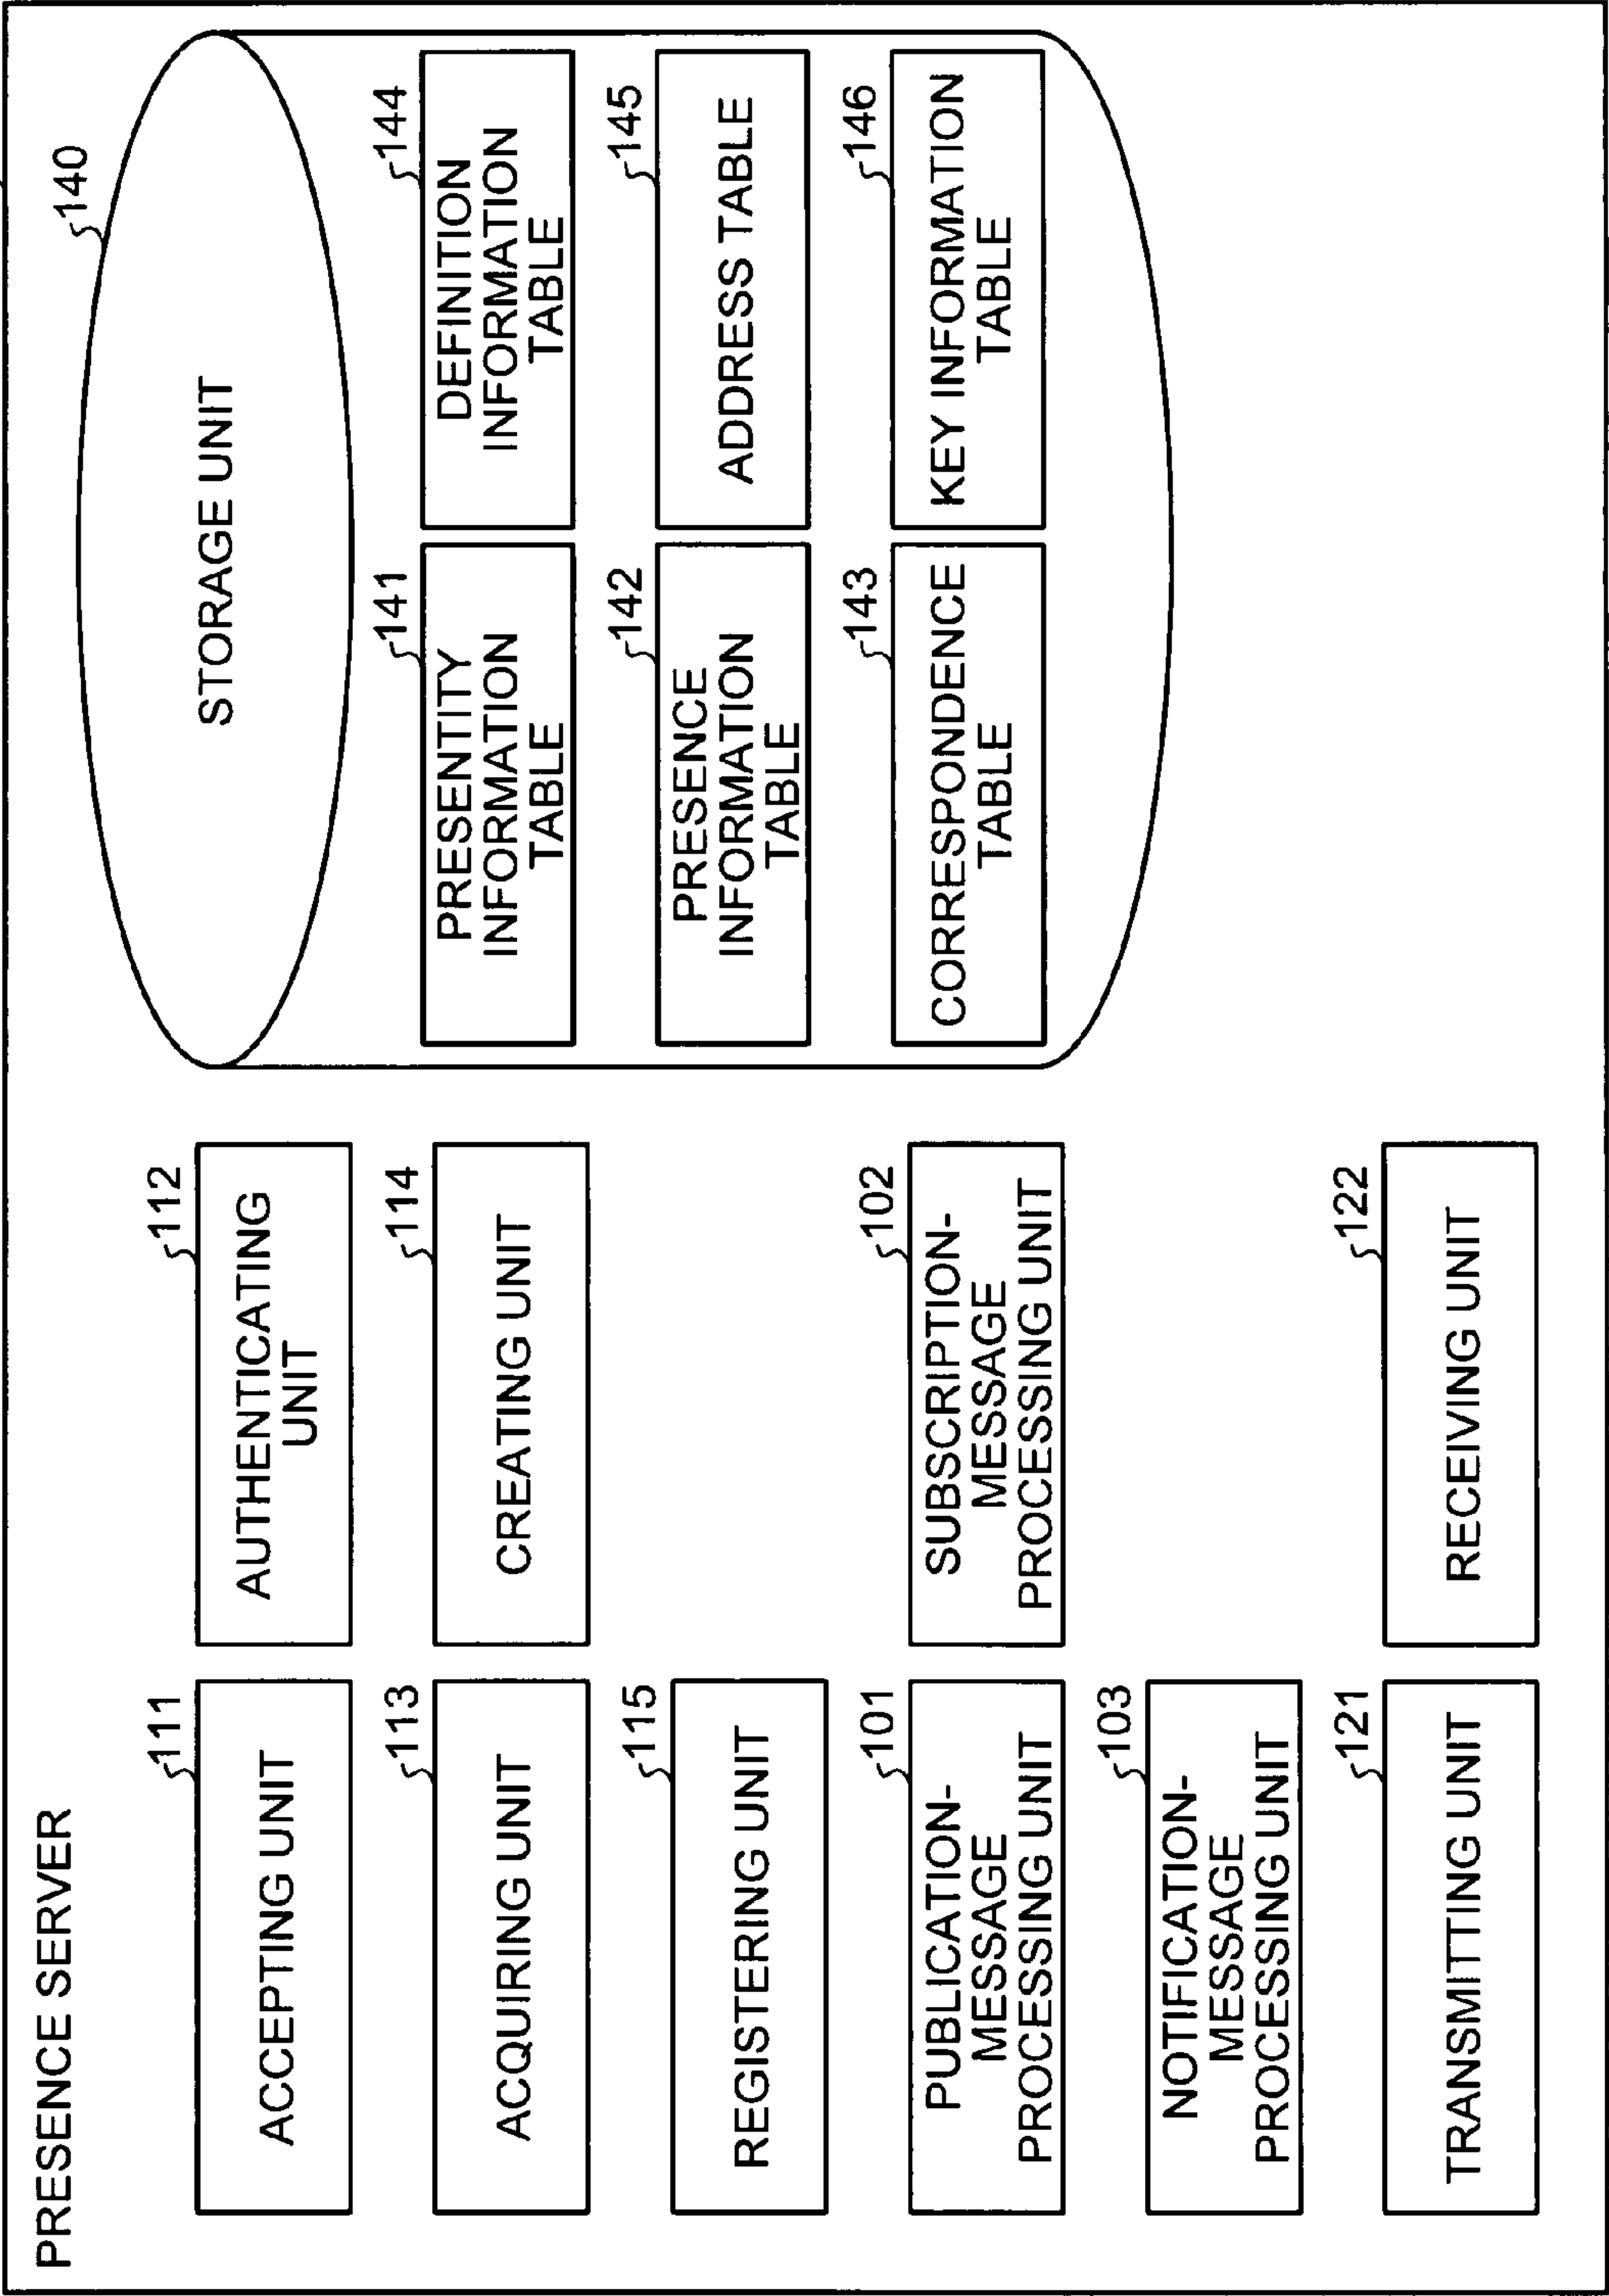 PRESENCE SERVER
111
ACCEPTING UNIT
112
AUTHENTICATING
UNIT
113
ACQUIRING UNIT
114
CREATING UNIT
115
REGISTERING UNIT
101
PUBLICATION-
MESSAGE
PROCESSING UNIT
102
SUBSCRIPTION-
MESSAGE
PROCESSING UNIT
103
NOTIFICATION-
MESSAGE
PROCESSING UNIT
121
TRANSMITTING UNIT
122
RECEIVING UNIT
140
STORAGE UNIT
141
PRESENTITY
INFORMATION
TABLE
144
DEFINITION
INFORMATION
TABLE
142
PRESENCE
INFORMATION
TABLE
145
ADDRESS TABLE
143
CORRESPONDENCE
TABLE
146
KEY INFORMATION
TABLE